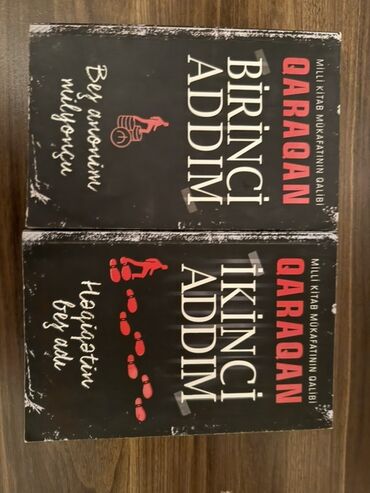 MİLLİ KİTAB MÜKAFATININ QALİBİ
QARAQAN
BİRİNCİ
ADDIM
Beş anonim
milyonçu
MİLLİ KİTAB MÜKAFATININ QALİBİ
QARAQAN
İKİNCİ
ADDIM
Həqiqətin
beş adı